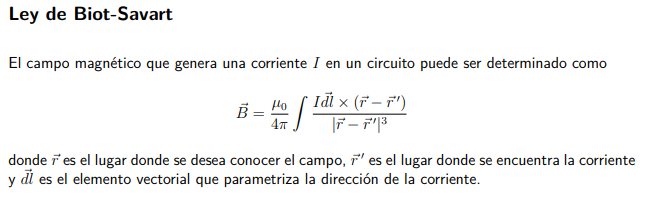 Ley de Biot-Savart
El campo magnético que genera una corriente I en un circuito puede ser determinado como
$\vec{B} = \frac{\mu_0}{4\pi} \int \frac{I\vec{dl} \times (\vec{r} - \vec{r}\,')}{|\vec{r} - \vec{r}\,'|^3}$
donde $\vec{r}$ es el lugar donde se desea conocer el campo, $\vec{r}\,'$ es el lugar donde se encuentra la corriente
y $\vec{dl}$ es el elemento vectorial que parametriza la dirección de la corriente.